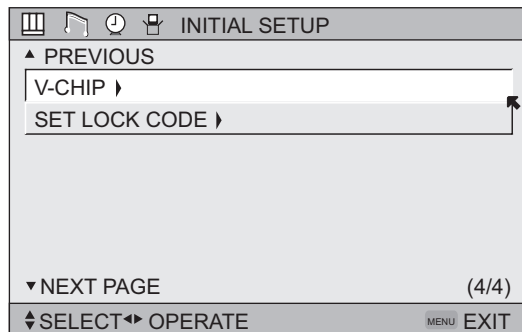 INITIAL SETUP
PREVIOUS
V-CHIP
SET LOCK CODE
NEXT PAGE (4/4)
SELECT OPERATE MENU EXIT